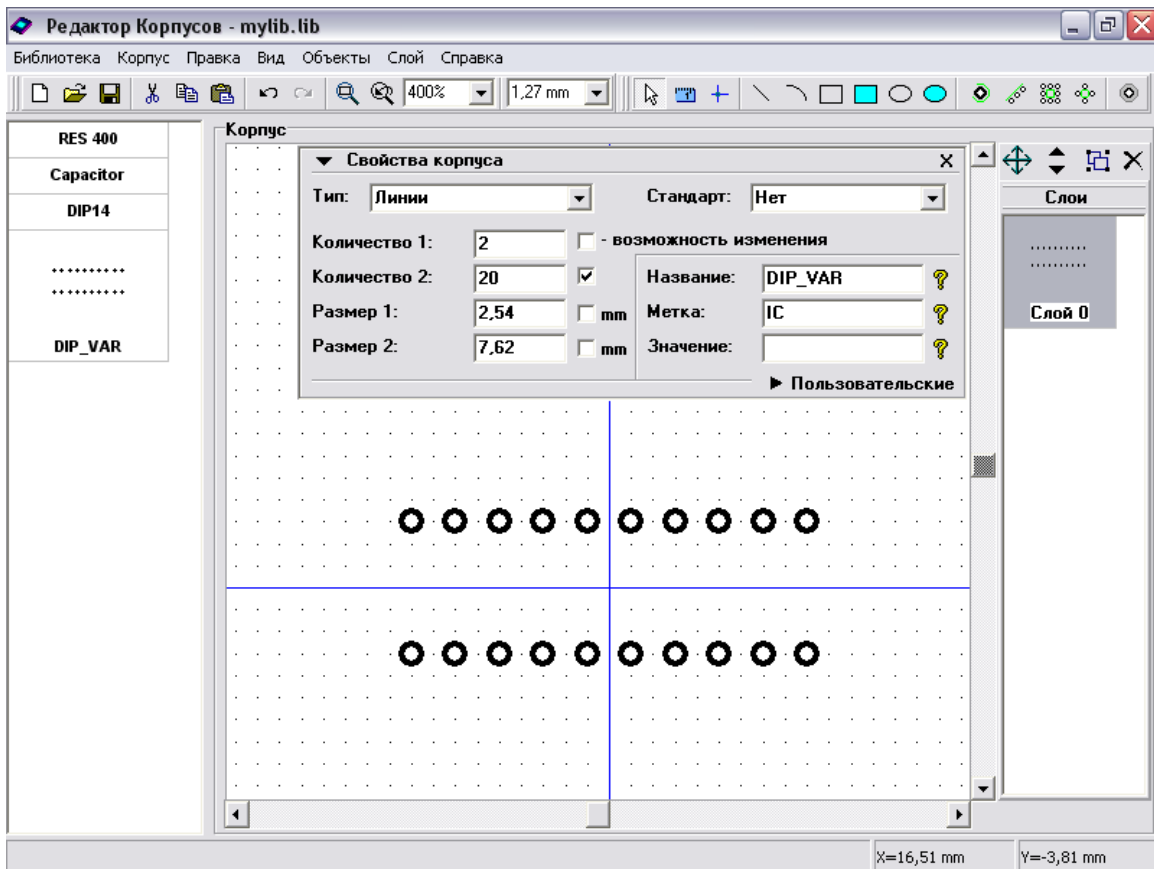 Редактор Корпусов - mylib.lib
Библиотека Корпус Правка Вид Объекты Слой Справка
400% 1,27 mm
RES 400
Capacitor
DIP14
DIP_VAR
Корпус
Свойства корпуса X
Тип: Линии Стандарт: Нет
Количество 1: 2 - возможность изменения
Количество 2: 20 Название: DIP_VAR
Размер 1: 2,54 mm Метка: IC
Размер 2: 7,62 mm Значение:
Пользовательские
Слои
Слой 0
X=16,51 mm Y=-3,81 mm